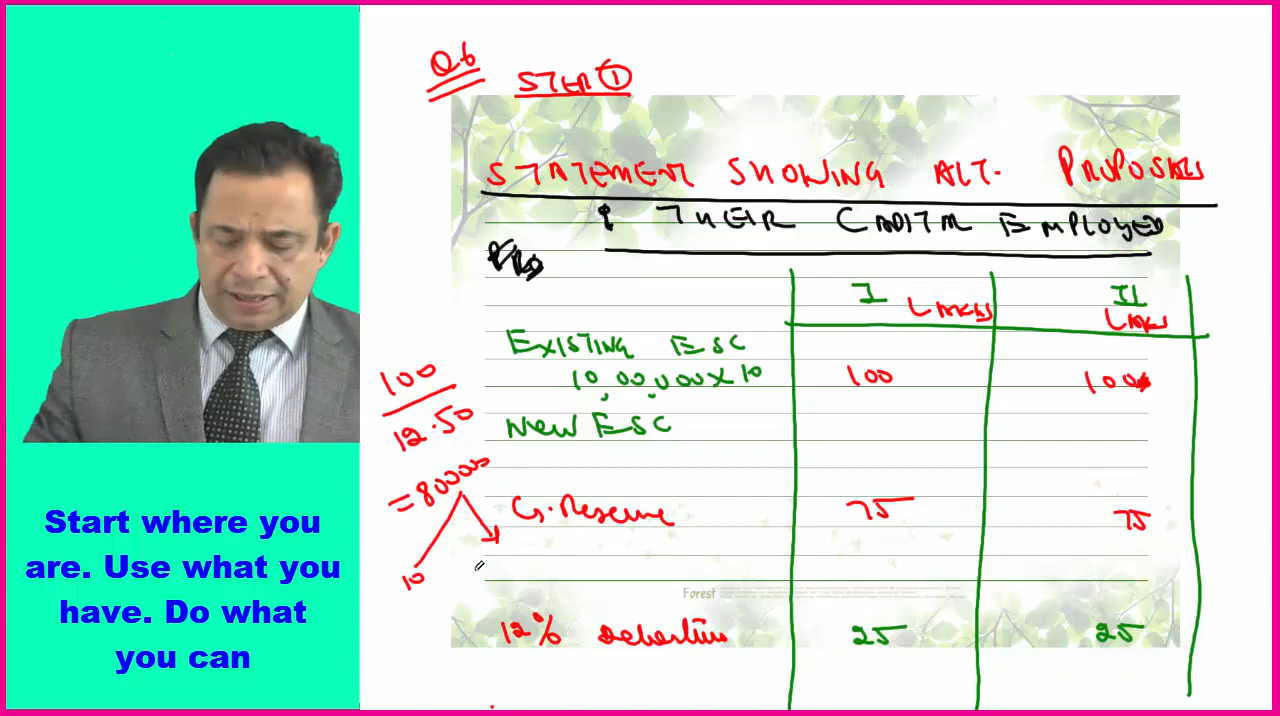 Q6
STEP ①
STATEMENT SHOWING ALT. PROPOSALS
& THEIR CAPITAL EMPLOYED
I LAKHS II LAKHS
EXISTING ESC
10,00,000×10 100 100
100
12.50
= 80000
10
NEW ESC
G. Reserve 75 75
Forest
12% Debenture 25 25
Start where you
are. Use what you
have. Do what
you can